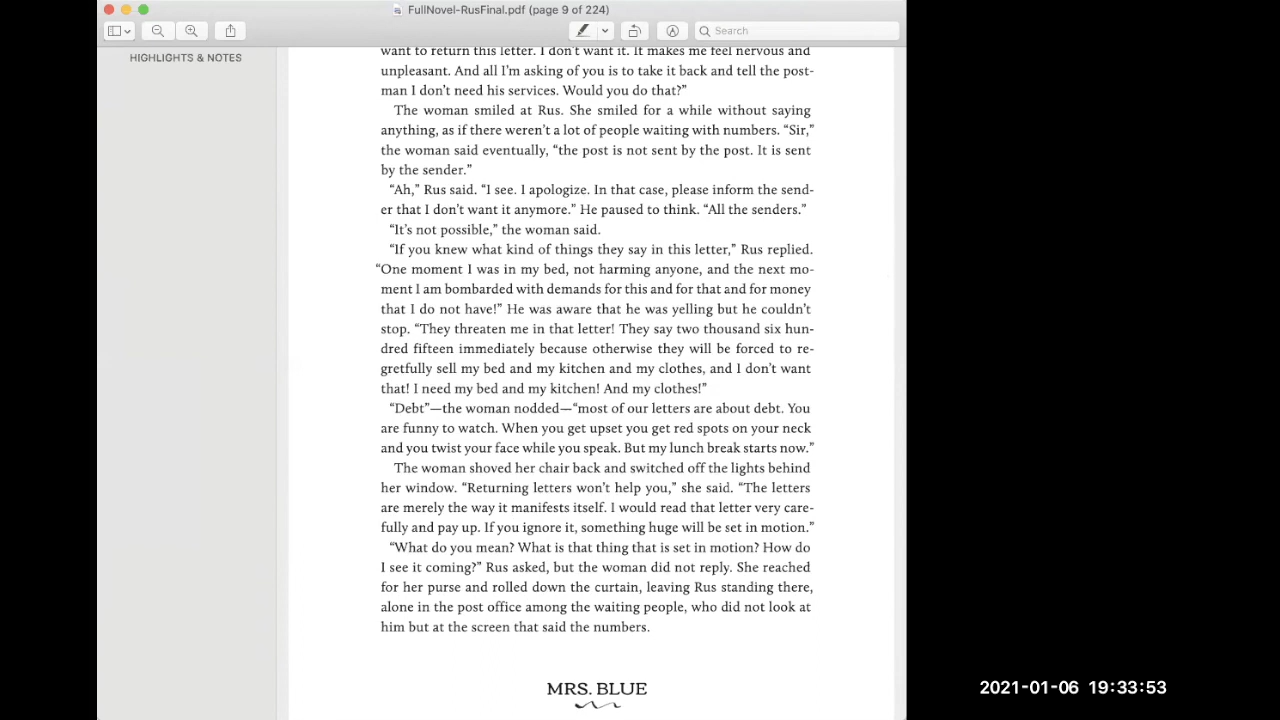 FullNovel-RusFinal.pdf (page 9 of 224)
Search
HIGHLIGHTS & NOTES
want to return this letter. I don't want it. It makes me feel nervous and
unpleasant. And all I'm asking of you is to take it back and tell the post-
man I don't need his services. Would you do that?”
The woman smiled at Rus. She smiled for a while without saying
anything, as if there weren't a lot of people waiting with numbers. “Sir,”
the woman said eventually, “the post is not sent by the post. It is sent
by the sender.”
“Ah,” Rus said. “I see. I apologize. In that case, please inform the send-
er that I don't want it anymore.” He paused to think. “All the senders.”
“It's not possible,” the woman said.
“If you knew what kind of things they say in this letter,” Rus replied.
“One moment I was in my bed, not harming anyone, and the next mo-
ment I am bombarded with demands for this and for that and for money
that I do not have!” He was aware that he was yelling but he couldn't
stop. “They threaten me in that letter! They say two thousand six hun-
dred fifteen immediately because otherwise they will be forced to re-
gretfully sell my bed and my kitchen and my clothes, and I don't want
that! I need my bed and my kitchen! And my clothes!”
“Debt”—the woman nodded—“most of our letters are about debt. You
are funny to watch. When you get upset you get red spots on your neck
and you twist your face while you speak. But my lunch break starts now.”
The woman shoved her chair back and switched off the lights behind
her window. “Returning letters won't help you,” she said. “The letters
are merely the way it manifests itself. I would read that letter very care-
fully and pay up. If you ignore it, something huge will be set in motion.”
“What do you mean? What is that thing that is set in motion? How do
I see it coming?” Rus asked, but the woman did not reply. She reached
for her purse and rolled down the curtain, leaving Rus standing there,
alone in the post office among the waiting people, who did not look at
him but at the screen that said the numbers.
MRS. BLUE
2021-01-06 19:33:53